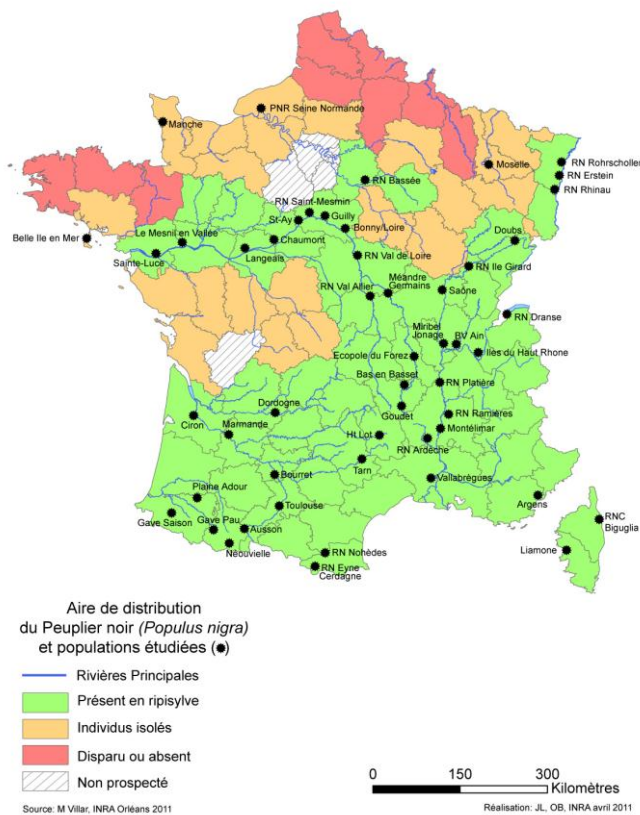 PNR Seine Normande
Manche
Moselle
RN Rohrscholler
RN Erstein
RN Rhinau
RN Bassée
RN Saint-Mesmin
St-Ay
Guilly
Bonny/Loire
Doubs
Belle Ile en Mer
Le Mesnil en Vallée
Chaumont
Sainte-Luce
Langeais
RN Val de Loire
RN Ile Girard
Méandre
Germains
RN Val Allier
Saône
RN Dranse
Miribel
Jonage
BV Ain
Iles du Haut Rhone
Ecopole du Forez
Bas en Basset
RN Platière
Dordogne
Goudet
RN Ramières
Ciron
Marmande
Ht Lot
Montélimar
RN Ardèche
Tarn
Bourret
Vallabrègues
Plaine Adour
Toulouse
Argens
Gave Saison
Gave Pau
Ausson
RNC
Biguglia
Néouvielle
RN Nohèdes
Liamone
RN Eyne
Cerdagne
Aire de distribution
du Peuplier noir (Populus nigra)
et populations étudiées (●)
Rivières Principales
Présent en ripisylve
Individus isolés
Disparu ou absent
Non prospecté
0 150 300
Kilomètres
Source: M Villar, INRA Orléans 2011
Réalisation: JL, OB, INRA avril 2011